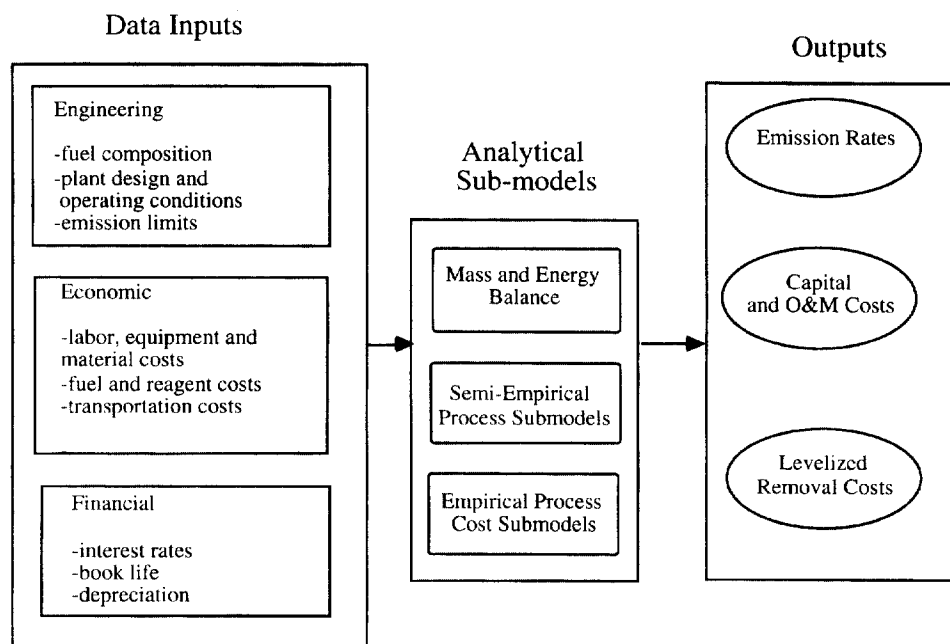 Data Inputs
Engineering
-fuel composition
-plant design and
operating conditions
-emission limits
Economic
-labor, equipment and
material costs
-fuel and reagent costs
-transportation costs
Financial
-interest rates
-book life
-depreciation
Analytical
Sub-models
Mass and Energy
Balance
Semi-Empirical
Process Submodels
Empirical Process
Cost Submodels
Outputs
Emission Rates
Capital
and O&M Costs
Levelized
Removal Costs